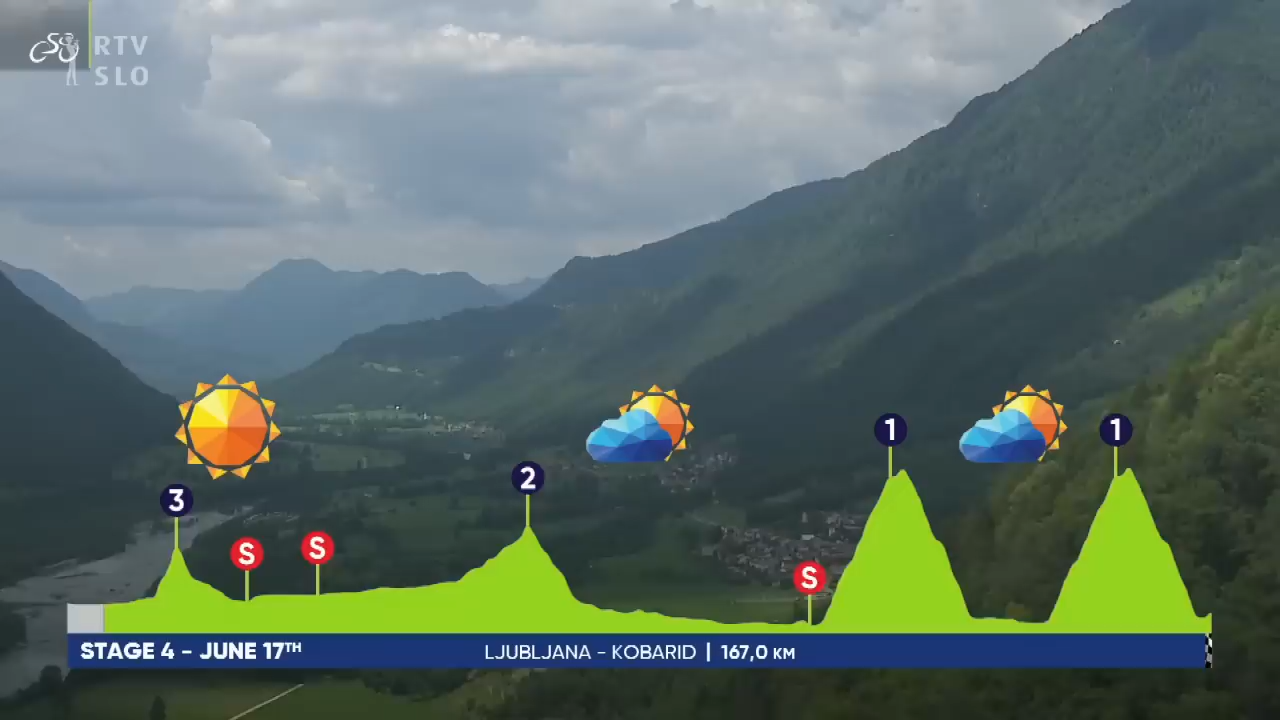 RTV
SLO
1
1
2
3
S
S
S
STAGE 4 - JUNE 17TH
LJUBLJANA - KOBARID | 167,0 KM